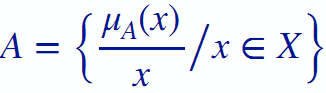 A = { μ_A(x) / x / x ∈ X }